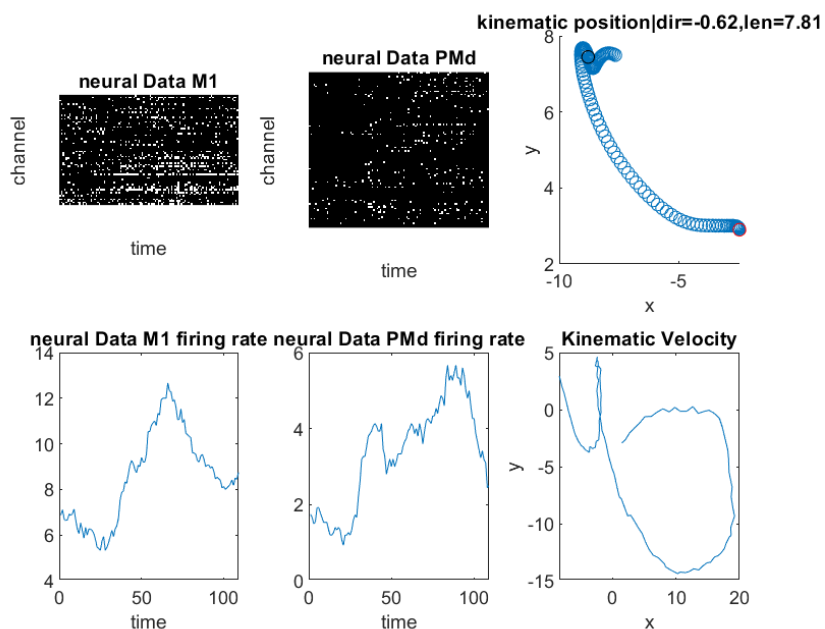 neural Data M1
channel
time
neural Data PMd
channel
time
kinematic position|dir=-0.62,len=7.81
8
6
4
2
y
-10
-5
x
neural Data M1 firing rate
14
12
10
8
6
4
0
50
100
time
neural Data PMd firing rate
6
4
2
0
0
50
100
time
Kinematic Velocity
5
0
-5
-10
-15
y
0
10
20
x